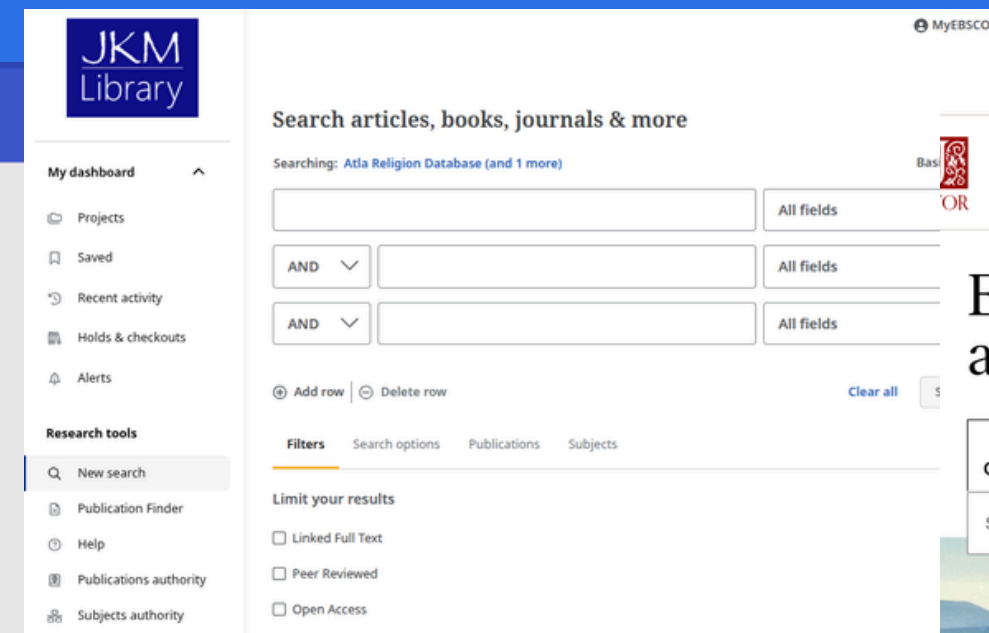 JKM
Library
MyEBSCO
Search articles, books, journals & more
Searching: Atla Religion Database (and 1 more)
My dashboard
Projects
Saved
Recent activity
Holds & checkouts
Alerts
Research tools
New search
Publication Finder
Help
Publications authority
Subjects authority
All fields
AND
All fields
AND
All fields
Add row
Delete row
Clear all
Filters
Search options
Publications
Subjects
Limit your results
Linked Full Text
Peer Reviewed
Open Access